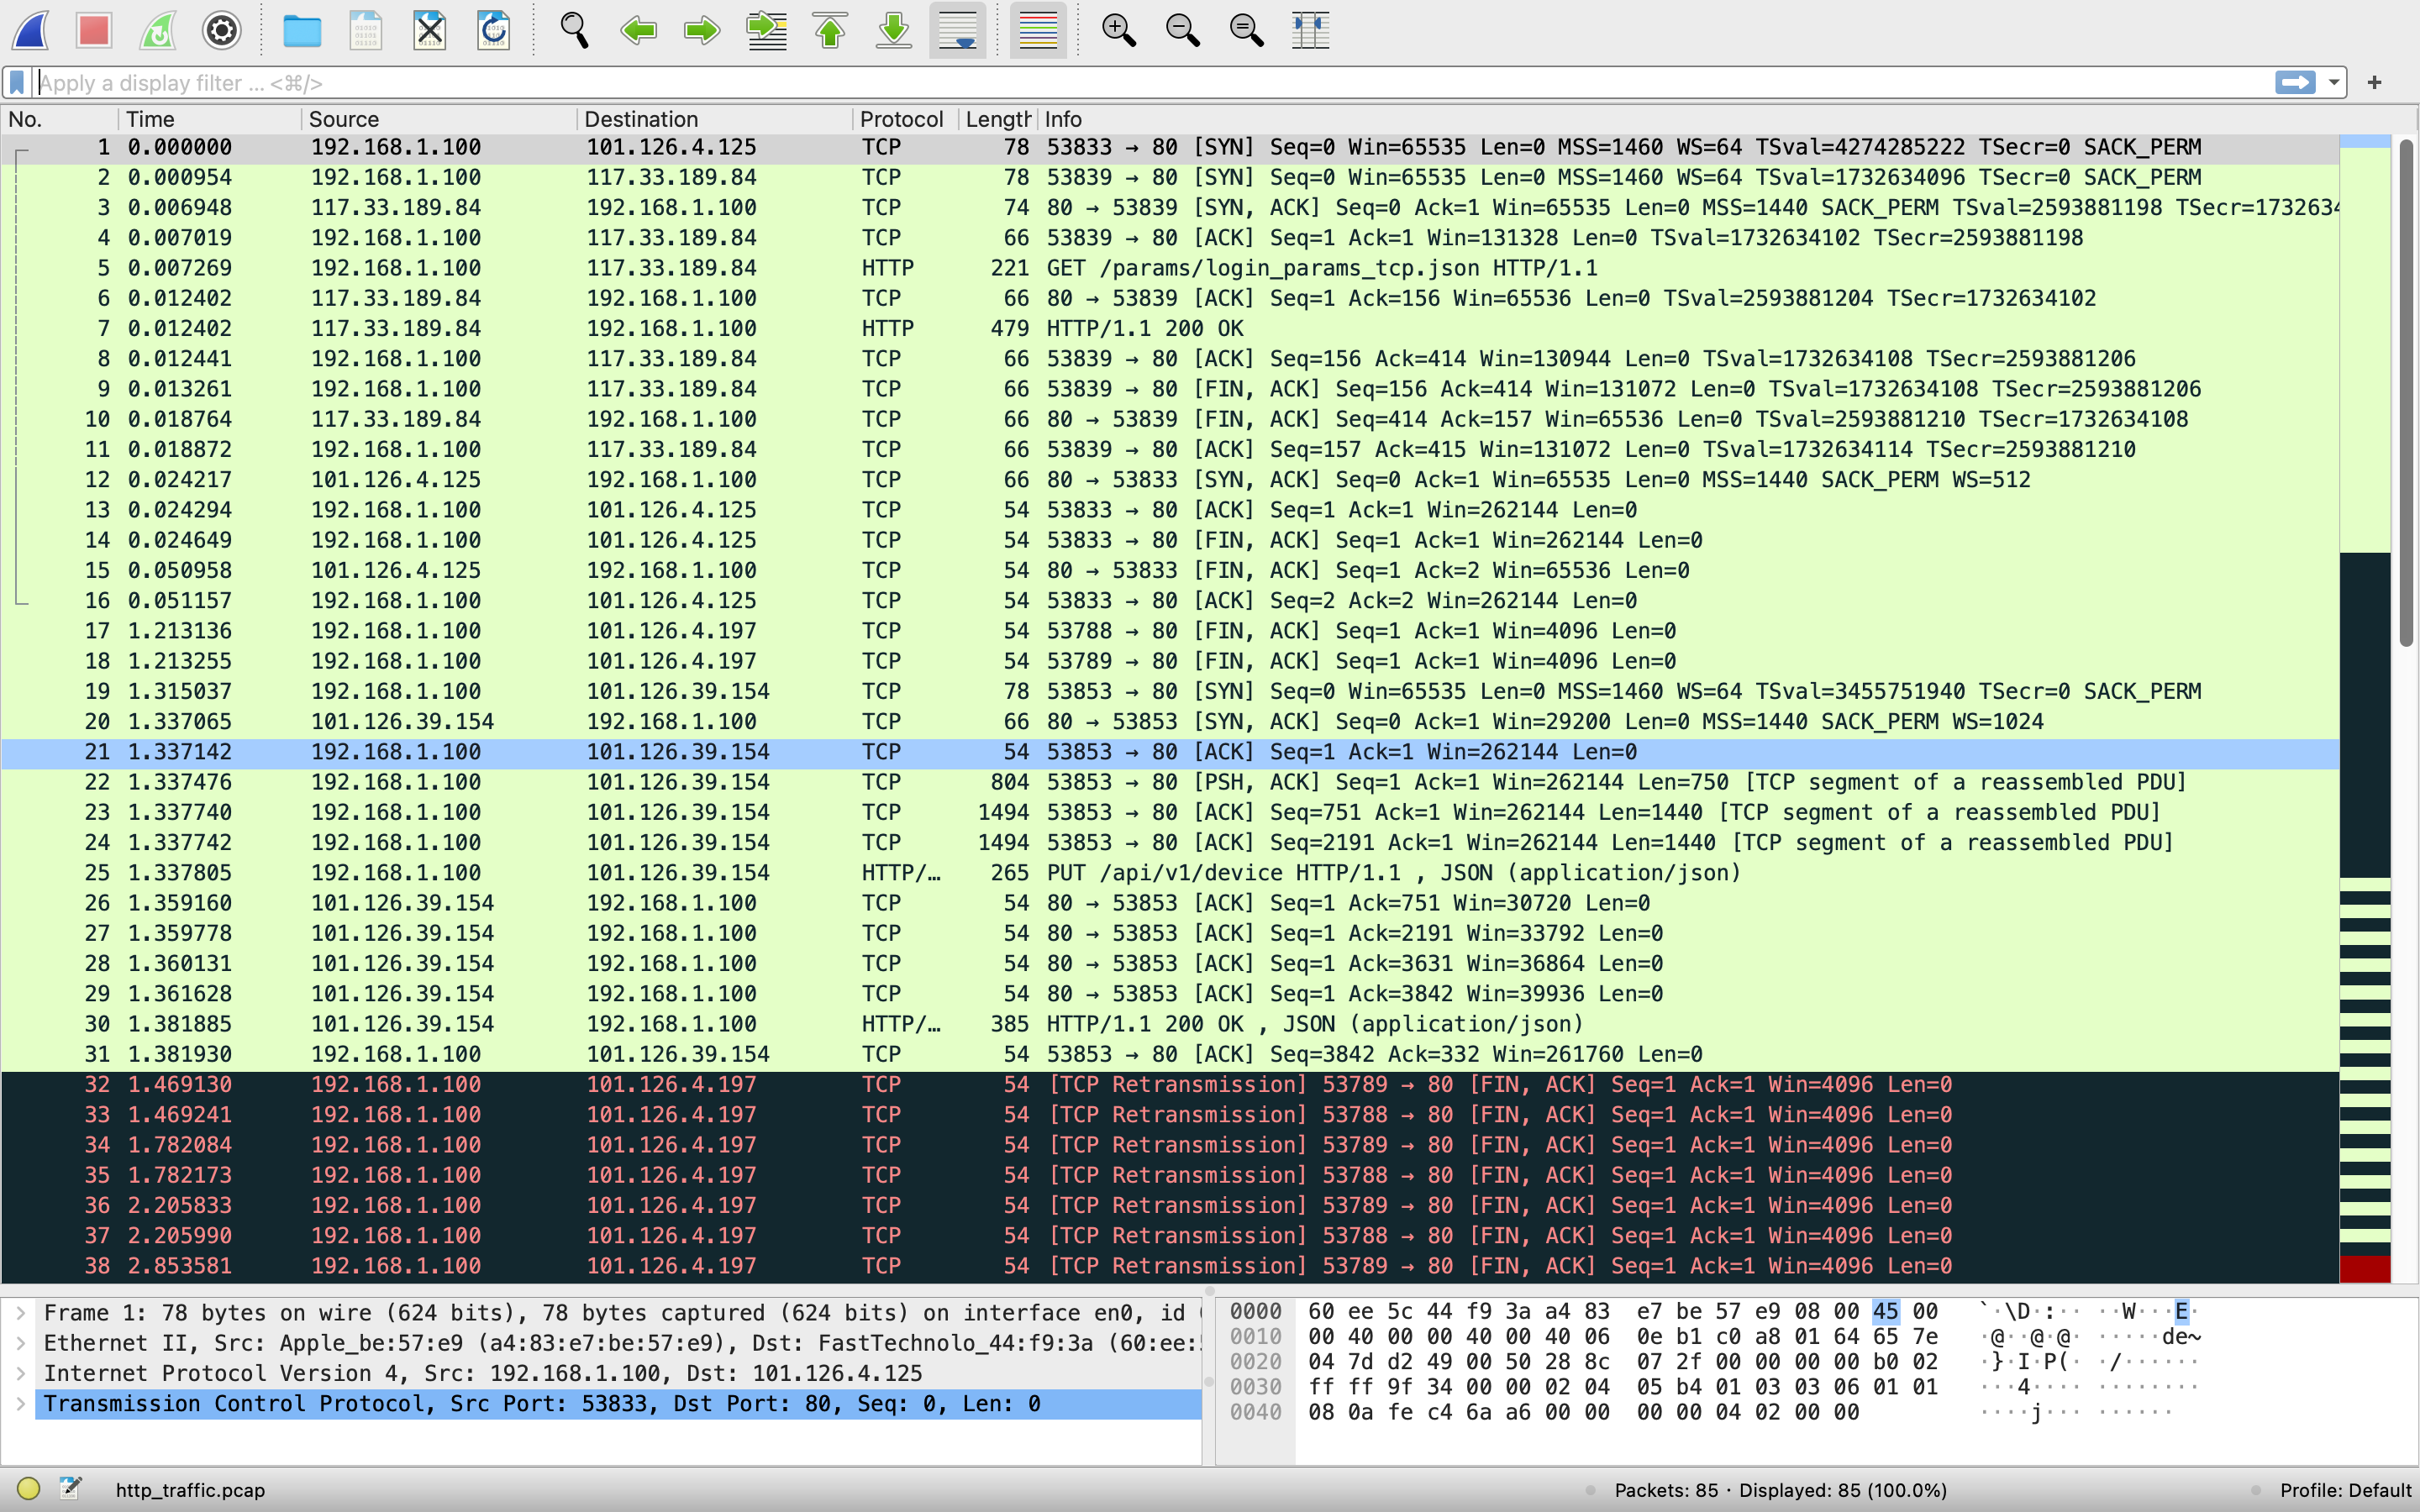 Apply a display filter ... <⌘/>
+
No. Time Source Destination Protocol Length Info
1 0.000000 192.168.1.100 101.126.4.125 TCP 78 53833 → 80 [SYN] Seq=0 Win=65535 Len=0 MSS=1460 WS=64 TSval=4274285222 TSecr=0 SACK_PERM
2 0.000954 192.168.1.100 117.33.189.84 TCP 78 53839 → 80 [SYN] Seq=0 Win=65535 Len=0 MSS=1460 WS=64 TSval=1732634096 TSecr=0 SACK_PERM
3 0.006948 117.33.189.84 192.168.1.100 TCP 74 80 → 53839 [SYN, ACK] Seq=0 Ack=1 Win=65535 Len=0 MSS=1440 SACK_PERM TSval=2593881198 TSecr=1732634
4 0.007019 192.168.1.100 117.33.189.84 TCP 66 53839 → 80 [ACK] Seq=1 Ack=1 Win=131328 Len=0 TSval=1732634102 TSecr=2593881198
5 0.007269 192.168.1.100 117.33.189.84 HTTP 221 GET /params/login_params_tcp.json HTTP/1.1
6 0.012402 117.33.189.84 192.168.1.100 TCP 66 80 → 53839 [ACK] Seq=1 Ack=156 Win=65536 Len=0 TSval=2593881204 TSecr=1732634102
7 0.012402 117.33.189.84 192.168.1.100 HTTP 479 HTTP/1.1 200 OK
8 0.012441 192.168.1.100 117.33.189.84 TCP 66 53839 → 80 [ACK] Seq=156 Ack=414 Win=130944 Len=0 TSval=1732634108 TSecr=2593881206
9 0.013261 192.168.1.100 117.33.189.84 TCP 66 53839 → 80 [FIN, ACK] Seq=156 Ack=414 Win=131072 Len=0 TSval=1732634108 TSecr=2593881206
10 0.018764 117.33.189.84 192.168.1.100 TCP 66 80 → 53839 [FIN, ACK] Seq=414 Ack=157 Win=65536 Len=0 TSval=2593881210 TSecr=1732634108
11 0.018872 192.168.1.100 117.33.189.84 TCP 66 53839 → 80 [ACK] Seq=157 Ack=415 Win=131072 Len=0 TSval=1732634114 TSecr=2593881210
12 0.024217 101.126.4.125 192.168.1.100 TCP 66 80 → 53833 [SYN, ACK] Seq=0 Ack=1 Win=65535 Len=0 MSS=1440 SACK_PERM WS=512
13 0.024294 192.168.1.100 101.126.4.125 TCP 54 53833 → 80 [ACK] Seq=1 Ack=1 Win=262144 Len=0
14 0.024649 192.168.1.100 101.126.4.125 TCP 54 53833 → 80 [FIN, ACK] Seq=1 Ack=1 Win=262144 Len=0
15 0.050958 101.126.4.125 192.168.1.100 TCP 54 80 → 53833 [FIN, ACK] Seq=1 Ack=2 Win=65536 Len=0
16 0.051157 192.168.1.100 101.126.4.125 TCP 54 53833 → 80 [ACK] Seq=2 Ack=2 Win=262144 Len=0
17 1.213136 192.168.1.100 101.126.4.197 TCP 54 53788 → 80 [FIN, ACK] Seq=1 Ack=1 Win=4096 Len=0
18 1.213255 192.168.1.100 101.126.4.197 TCP 54 53789 → 80 [FIN, ACK] Seq=1 Ack=1 Win=4096 Len=0
19 1.315037 192.168.1.100 101.126.39.154 TCP 78 53853 → 80 [SYN] Seq=0 Win=65535 Len=0 MSS=1460 WS=64 TSval=3455751940 TSecr=0 SACK_PERM
20 1.337065 101.126.39.154 192.168.1.100 TCP 66 80 → 53853 [SYN, ACK] Seq=0 Ack=1 Win=29200 Len=0 MSS=1440 SACK_PERM WS=1024
21 1.337142 192.168.1.100 101.126.39.154 TCP 54 53853 → 80 [ACK] Seq=1 Ack=1 Win=262144 Len=0
22 1.337476 192.168.1.100 101.126.39.154 TCP 804 53853 → 80 [PSH, ACK] Seq=1 Ack=1 Win=262144 Len=750 [TCP segment of a reassembled PDU]
23 1.337740 192.168.1.100 101.126.39.154 TCP 1494 53853 → 80 [ACK] Seq=751 Ack=1 Win=262144 Len=1440 [TCP segment of a reassembled PDU]
24 1.337742 192.168.1.100 101.126.39.154 TCP 1494 53853 → 80 [ACK] Seq=2191 Ack=1 Win=262144 Len=1440 [TCP segment of a reassembled PDU]
25 1.337805 192.168.1.100 101.126.39.154 HTTP/… 265 PUT /api/v1/device HTTP/1.1 , JSON (application/json)
26 1.359160 101.126.39.154 192.168.1.100 TCP 54 80 → 53853 [ACK] Seq=1 Ack=751 Win=30720 Len=0
27 1.359778 101.126.39.154 192.168.1.100 TCP 54 80 → 53853 [ACK] Seq=1 Ack=2191 Win=33792 Len=0
28 1.360131 101.126.39.154 192.168.1.100 TCP 54 80 → 53853 [ACK] Seq=1 Ack=3631 Win=36864 Len=0
29 1.361628 101.126.39.154 192.168.1.100 TCP 54 80 → 53853 [ACK] Seq=1 Ack=3842 Win=39936 Len=0
30 1.381885 101.126.39.154 192.168.1.100 HTTP/… 385 HTTP/1.1 200 OK , JSON (application/json)
31 1.381930 192.168.1.100 101.126.39.154 TCP 54 53853 → 80 [ACK] Seq=3842 Ack=332 Win=261760 Len=0
32 1.469130 192.168.1.100 101.126.4.197 TCP 54 [TCP Retransmission] 53789 → 80 [FIN, ACK] Seq=1 Ack=1 Win=4096 Len=0
33 1.469241 192.168.1.100 101.126.4.197 TCP 54 [TCP Retransmission] 53788 → 80 [FIN, ACK] Seq=1 Ack=1 Win=4096 Len=0
34 1.782084 192.168.1.100 101.126.4.197 TCP 54 [TCP Retransmission] 53789 → 80 [FIN, ACK] Seq=1 Ack=1 Win=4096 Len=0
35 1.782173 192.168.1.100 101.126.4.197 TCP 54 [TCP Retransmission] 53788 → 80 [FIN, ACK] Seq=1 Ack=1 Win=4096 Len=0
36 2.205833 192.168.1.100 101.126.4.197 TCP 54 [TCP Retransmission] 53789 → 80 [FIN, ACK] Seq=1 Ack=1 Win=4096 Len=0
37 2.205990 192.168.1.100 101.126.4.197 TCP 54 [TCP Retransmission] 53788 → 80 [FIN, ACK] Seq=1 Ack=1 Win=4096 Len=0
38 2.853581 192.168.1.100 101.126.4.197 TCP 54 [TCP Retransmission] 53789 → 80 [FIN, ACK] Seq=1 Ack=1 Win=4096 Len=0
Frame 1: 78 bytes on wire (624 bits), 78 bytes captured (624 bits) on interface en0, id
Ethernet II, Src: Apple_be:57:e9 (a4:83:e7:be:57:e9), Dst: FastTechnolo_44:f9:3a (60:ee:
Internet Protocol Version 4, Src: 192.168.1.100, Dst: 101.126.4.125
Transmission Control Protocol, Src Port: 53833, Dst Port: 80, Seq: 0, Len: 0
0000 60 ee 5c 44 f9 3a a4 83 e7 be 57 e9 08 00 45 00 `·\D·:·· ··W···E·
0010 00 40 00 00 40 00 40 06 0e b1 c0 a8 01 64 65 7e ·@··@·@· ·····de~
0020 04 7d d2 49 00 50 28 8c 07 2f 00 00 00 00 b0 02 ·}·I·P(· ·/······
0030 ff ff 9f 34 00 00 02 04 05 b4 01 03 03 06 01 01 ···4···· ········
0040 08 0a fe c4 6a a6 00 00 00 00 04 02 00 00 ····j··· ······
http_traffic.pcap
Packets: 85 · Displayed: 85 (100.0%)
Profile: Default